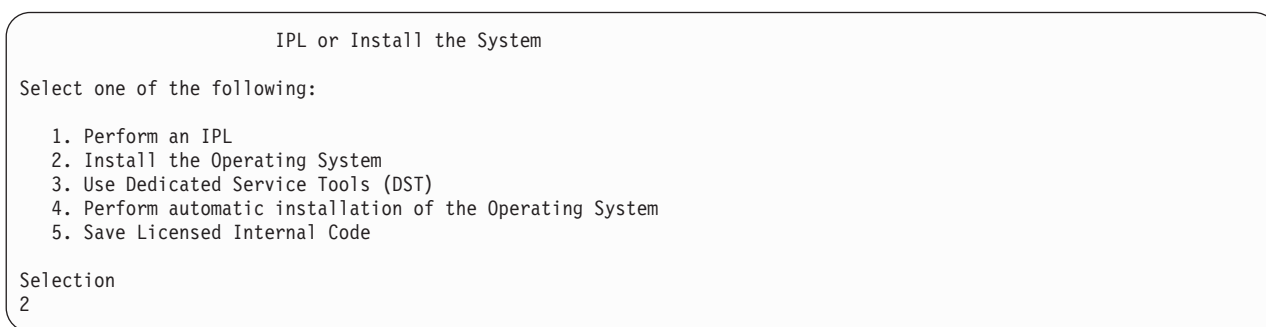 IPL or Install the System
Select one of the following:
1. Perform an IPL
2. Install the Operating System
3. Use Dedicated Service Tools (DST)
4. Perform automatic installation of the Operating System
5. Save Licensed Internal Code
Selection
2